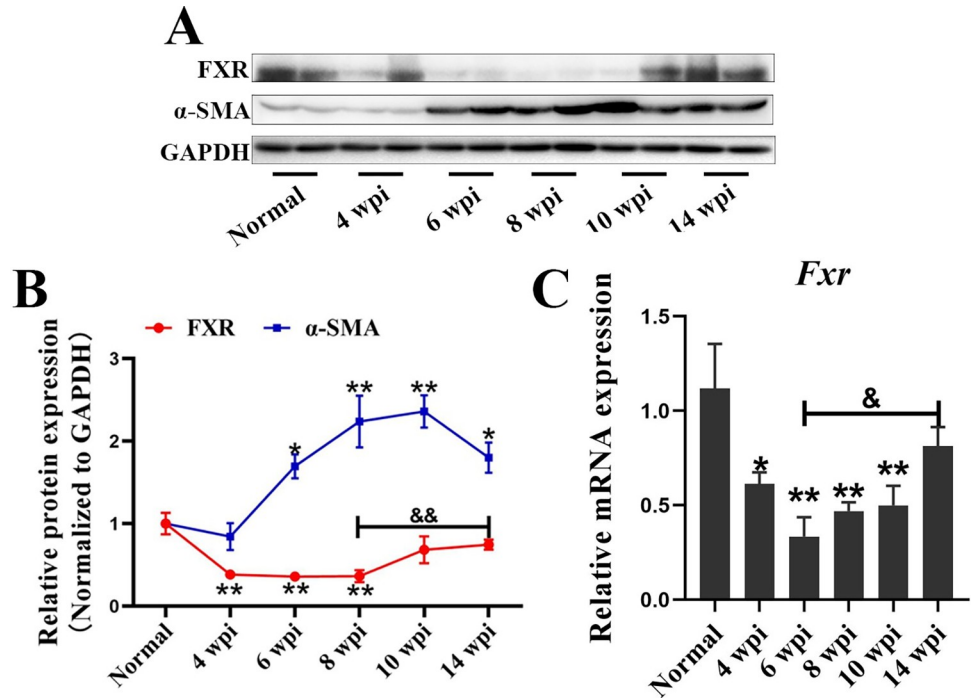 A
FXR
α-SMA
GAPDH
Normal
4 wpi
6 wpi
8 wpi
10 wpi
14 wpi
B
FXR
α-SMA
Relative protein expression
(Normalized to GAPDH)
3
2
1
0
**
**
**
*
**
**
*
&&
Normal
4 wpi
6 wpi
8 wpi
10 wpi
14 wpi
C
Fxr
Relative mRNA expression
1.5
1.0
0.5
0.0
*
**
**
**
&
Normal
4 wpi
6 wpi
8 wpi
10 wpi
14 wpi